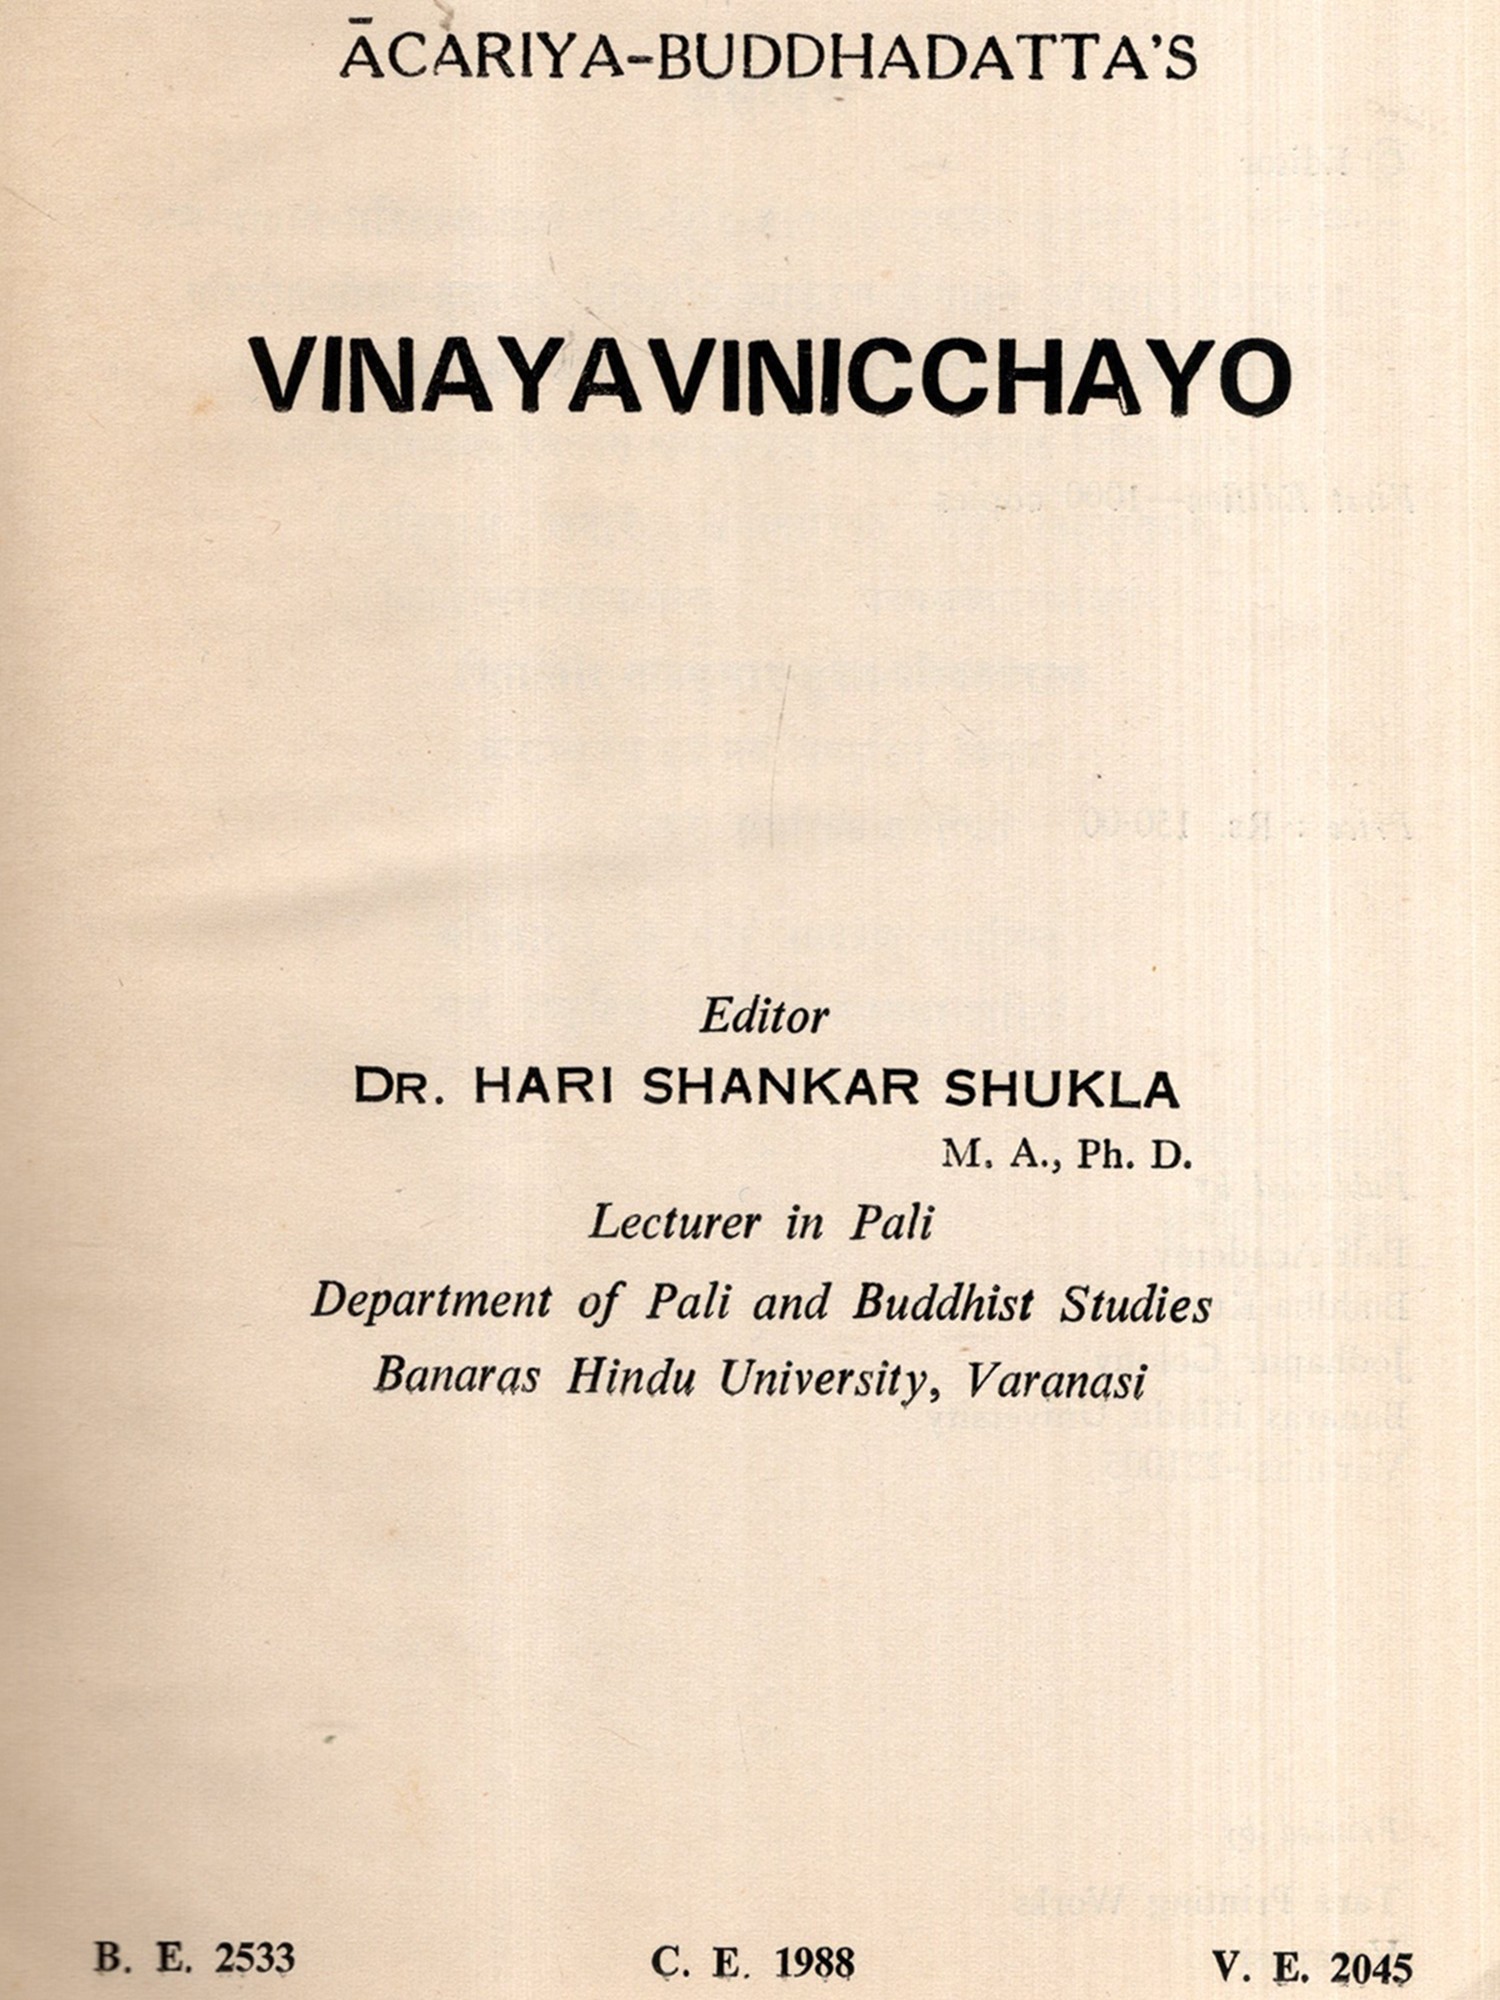 ĀCARIYA-BUDDHADATTA'S
VINAYAVINICCHAYO
Editor
DR. HARI SHANKAR SHUKLA
M. A., Ph. D.
Lecturer in Pali
Department of Pali and Buddhist Studies
Banaras Hindu University, Varanasi
B. E. 2533 C. E. 1988 V. E. 2045